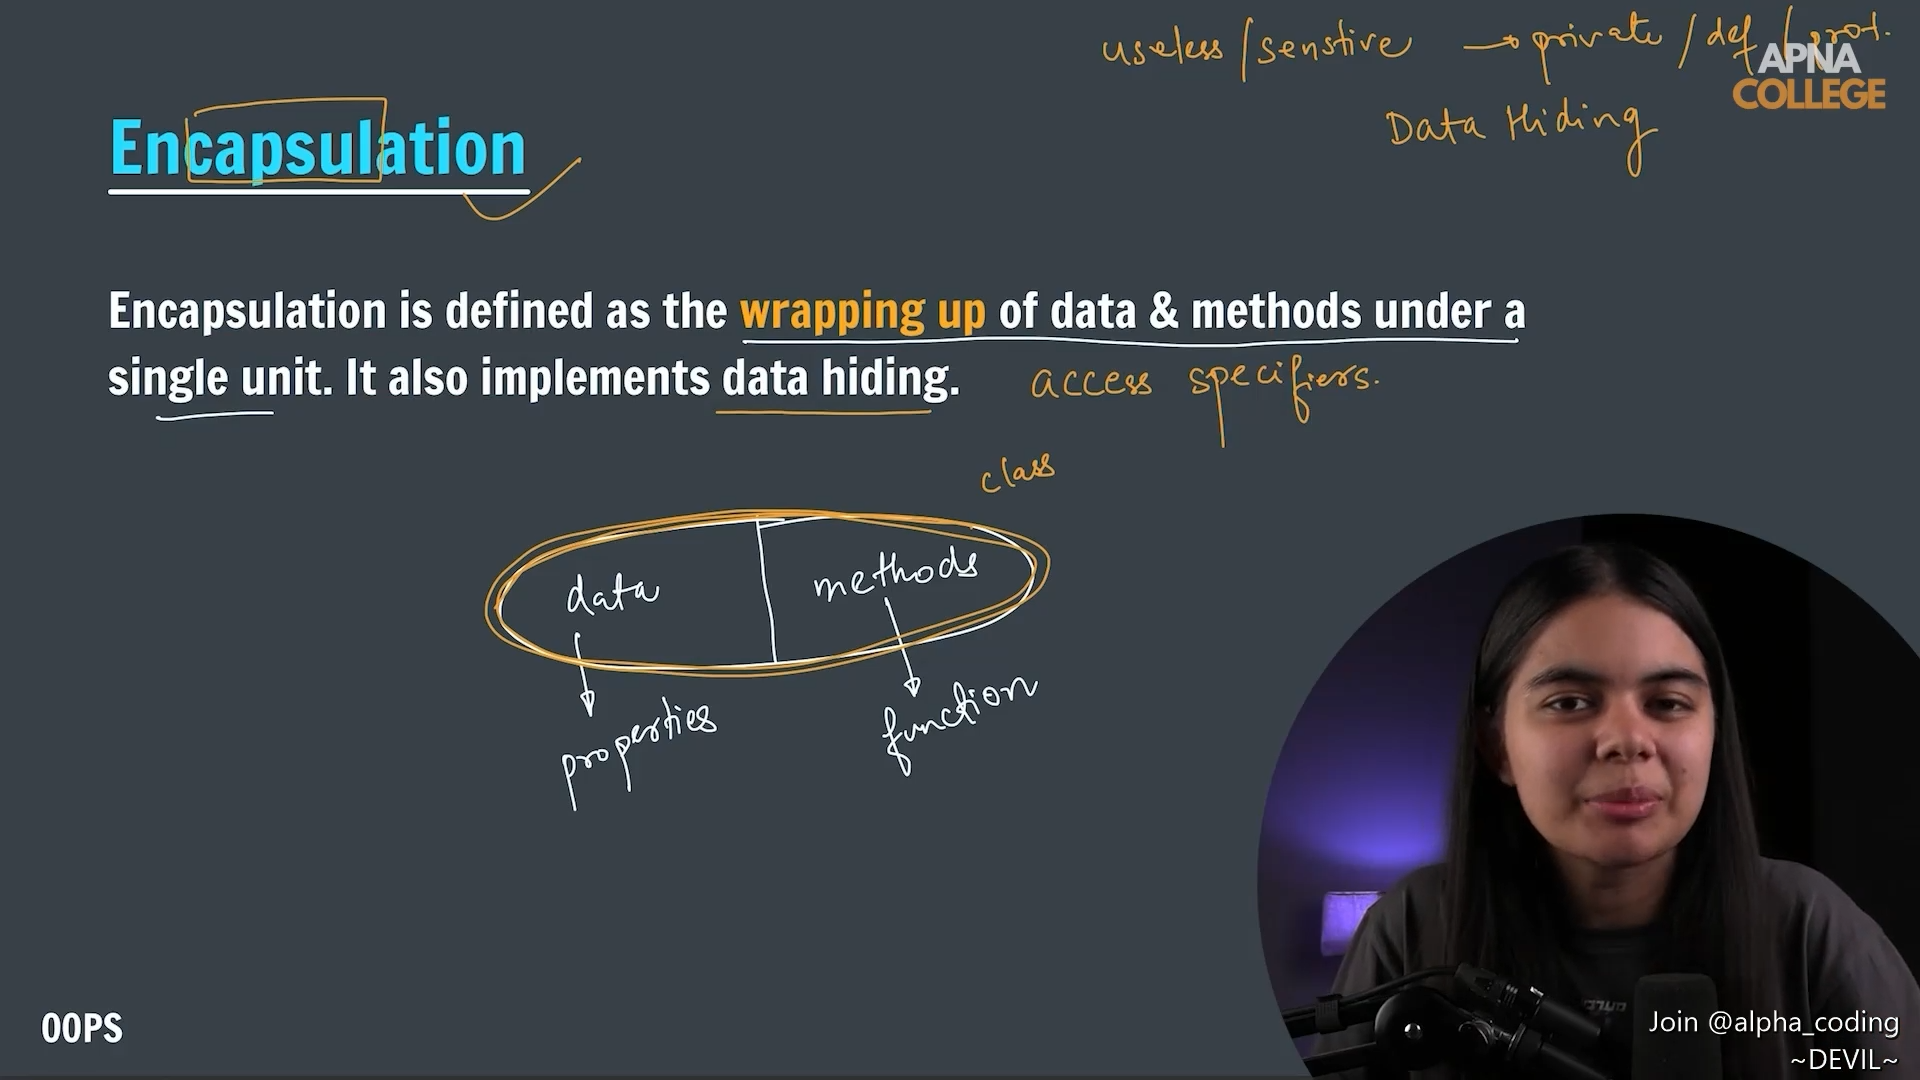 useless/senstive → private/def/prot.
APNA
COLLEGE
Data Hiding
Encapsulation
Encapsulation is defined as the wrapping up of data & methods under a
single unit. It also implements data hiding.
access specifiers.
class
data
methods
properties
function
OOPS
Join @alpha_coding
~DEVIL~